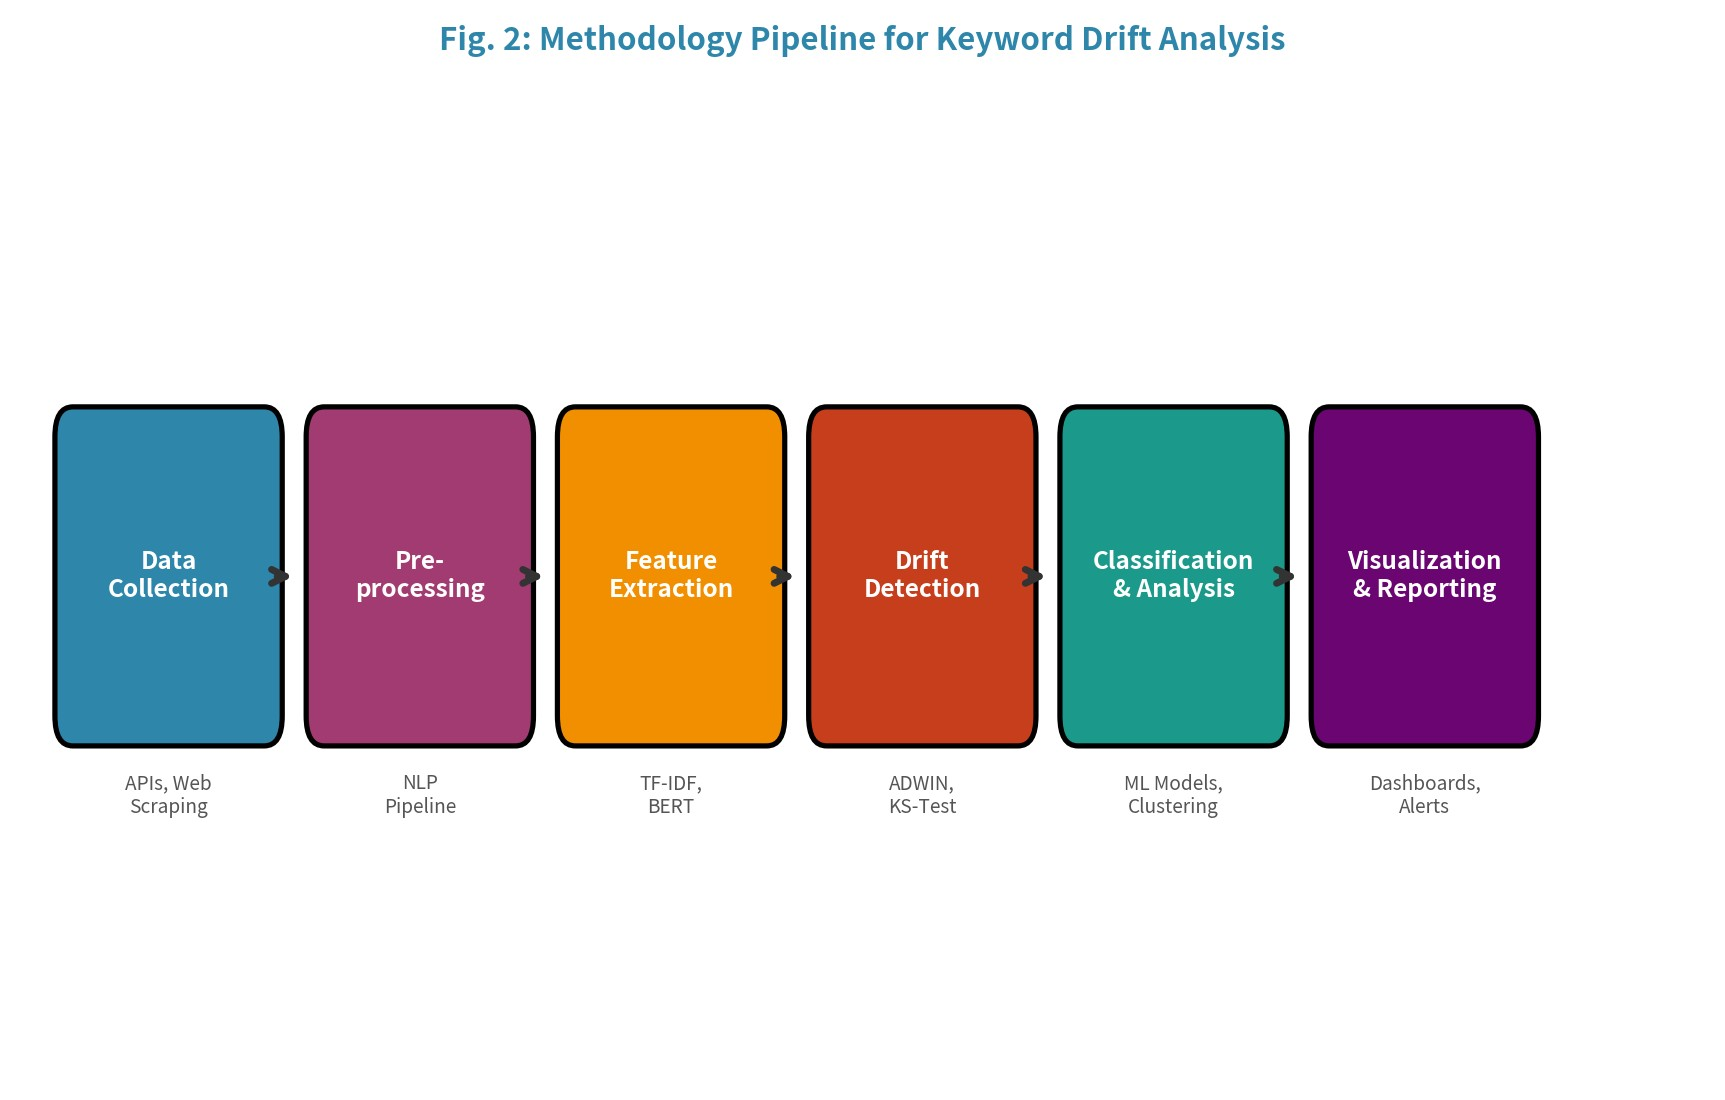 Fig. 2: Methodology Pipeline for Keyword Drift Analysis
Data
Collection
Pre-
processing
Feature
Extraction
Drift
Detection
Classification
& Analysis
Visualization
& Reporting
APIs, Web
Scraping
NLP
Pipeline
TF-IDF,
BERT
ADWIN,
KS-Test
ML Models,
Clustering
Dashboards,
Alerts